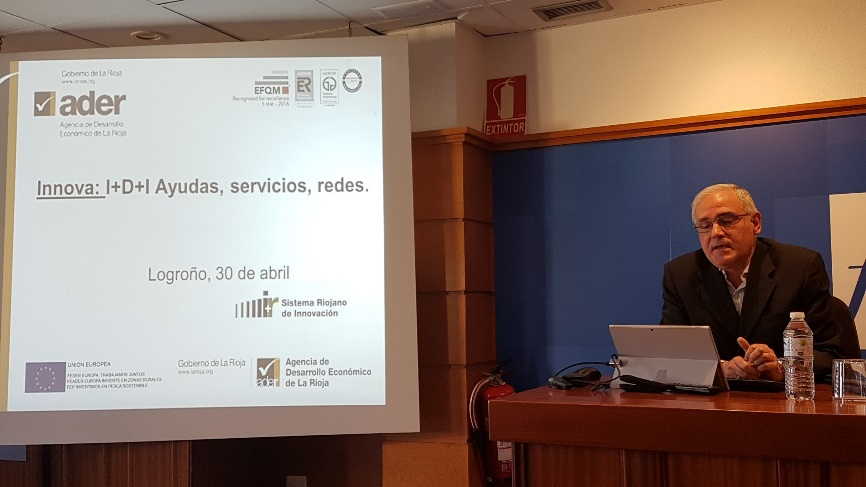 Gobierno de La Rioja
www.larioja.org
ader
Agencia de Desarrollo
Económico de La Rioja
EFQM
Recognised for excellence
5 star - 2016
Innova: I+D+I Ayudas, servicios, redes.
Logroño, 30 de abril
Sistema Riojano
de Innovación
UNIÓN EUROPEA
FEDER EUROPA, TRABAJAMOS JUNTOS
FEADER EUROPA INVIERTE EN ZONAS RURALES
FEP INVERTIMOS EN PESCA SOSTENIBLE
Gobierno de La Rioja
www.larioja.org
ader
Agencia de
Desarrollo Económico
de La Rioja
EXTINTOR